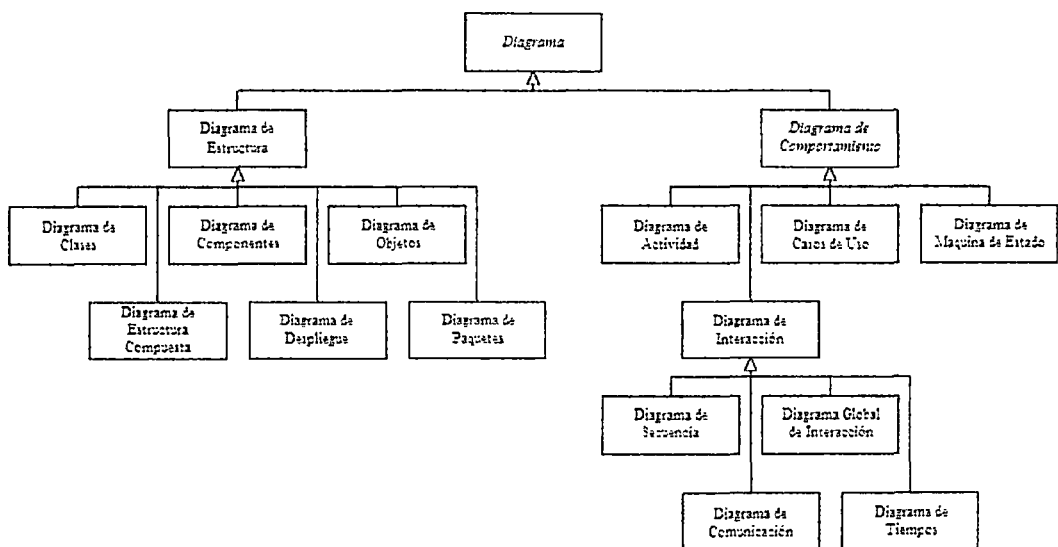 Diagrama
Diagrama de
Estructura
Diagrama de
Comportamiento
Diagrama de
Clases
Diagrama de
Componentes
Diagrama de
Objetos
Diagrama de
Actividad
Diagrama de
Casos de Uso
Diagrama de
Maquina de Estado
Diagrama de
Estructura
Compuesta
Diagrama de
Despliegue
Diagrama de
Paquetes
Diagrama de
Interacción
Diagrama de
Secuencia
Diagrama Global
de Interacción
Diagrama de
Comunicación
Diagrama de
Tiempos